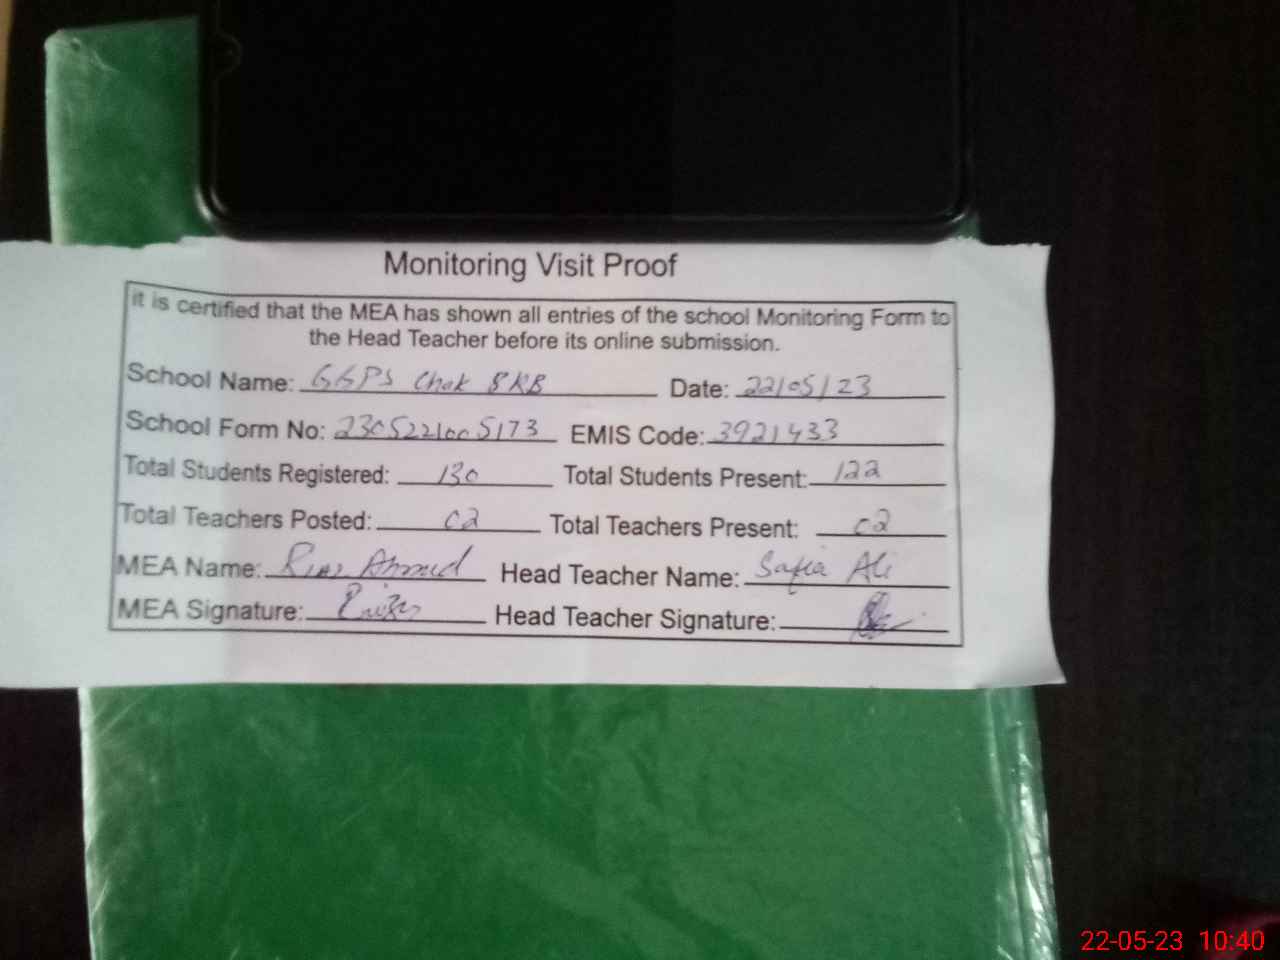 Monitoring Visit Proof
it is certified that the MEA has shown all entries of the school Monitoring Form to
the Head Teacher before its online submission.
School Name: GGPS Chak 8KB Date: 22/05/23
School Form No: 2305221005173 EMIS Code: 3921433
Total Students Registered: 130 Total Students Present: 122
Total Teachers Posted: 02 Total Teachers Present: 02
MEA Name: Ahmad Head Teacher Name: Safia Ali
MEA Signature: Head Teacher Signature:
22-05-23 10:40